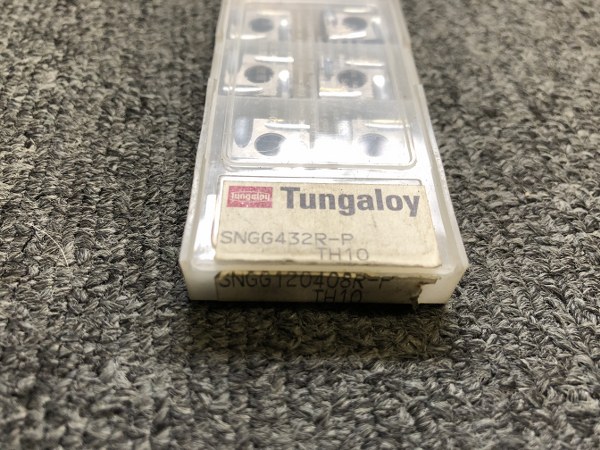 Tungaloy Tungaloy
SNGG432R-P
TH10
SNGG120408R-P
TH10